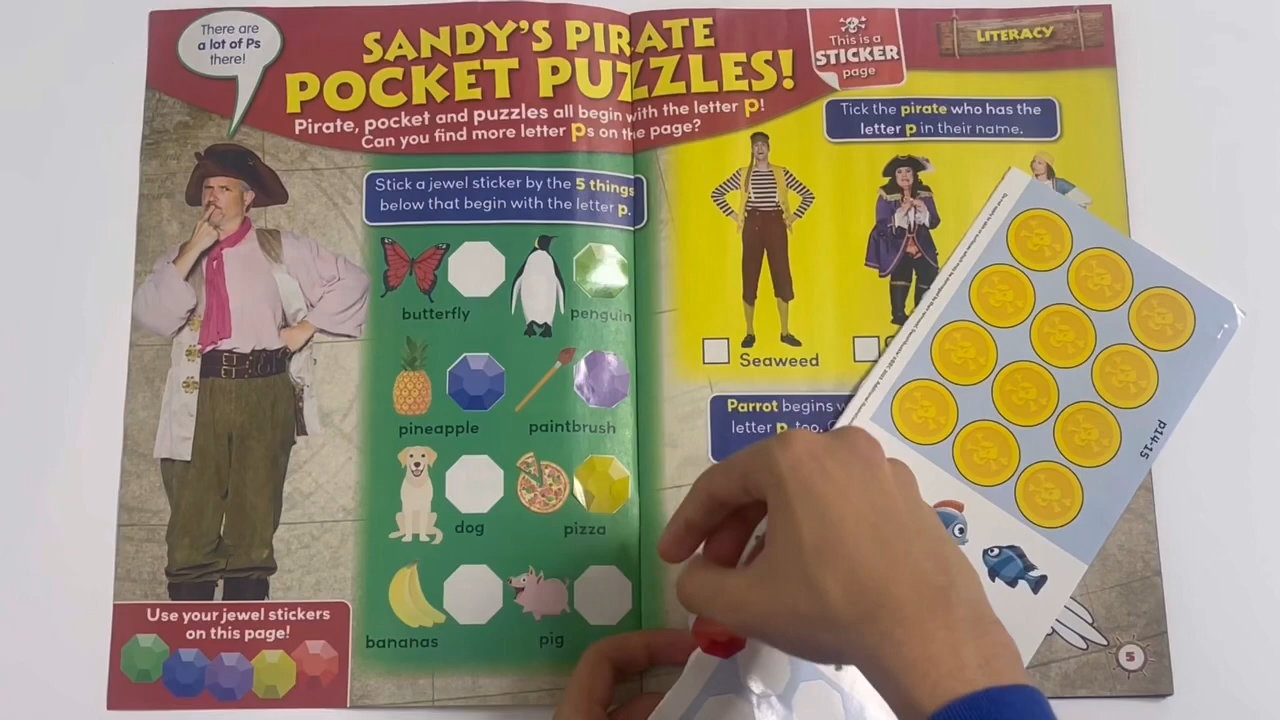 There are
a lot of Ps
there!
SANDY'S PIRATE
POCKET PUZZLES!
Pirate, pocket and puzzles all begin with the letter p!
Can you find more letter ps on the page?
This is a
STICKER
page
LITERACY
Tick the pirate who has the
letter p in their name.
Stick a jewel sticker by the 5 things
below that begin with the letter p.
butterfly
penguin
pineapple
paintbrush
dog
pizza
bananas
pig
Seaweed
Parrot begins
letter p, too.
p14-15
Use your jewel stickers
on this page!
5